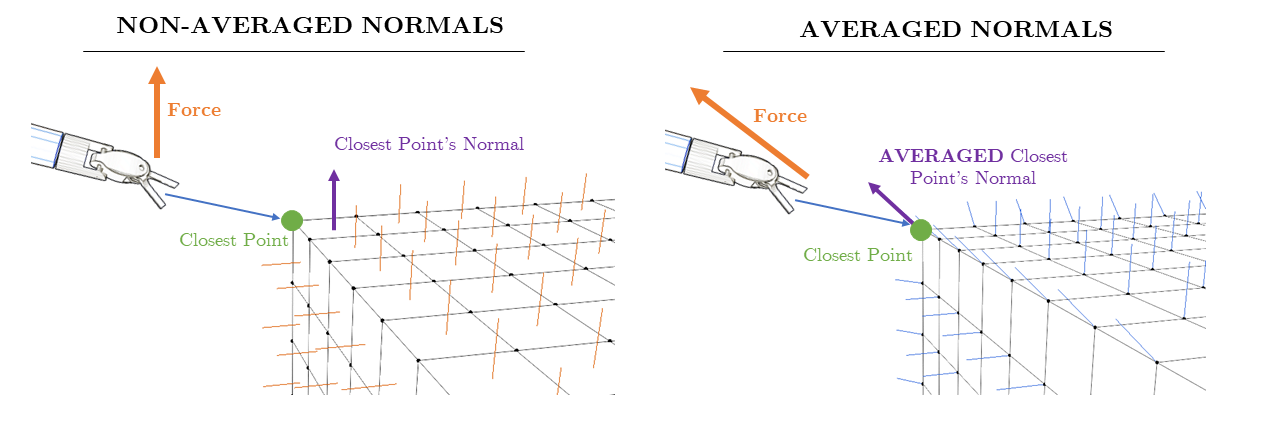 NON-AVERAGED NORMALS
Force
Closest Point's Normal
Closest Point
AVERAGED NORMALS
Force
AVERAGED Closest
Point's Normal
Closest Point